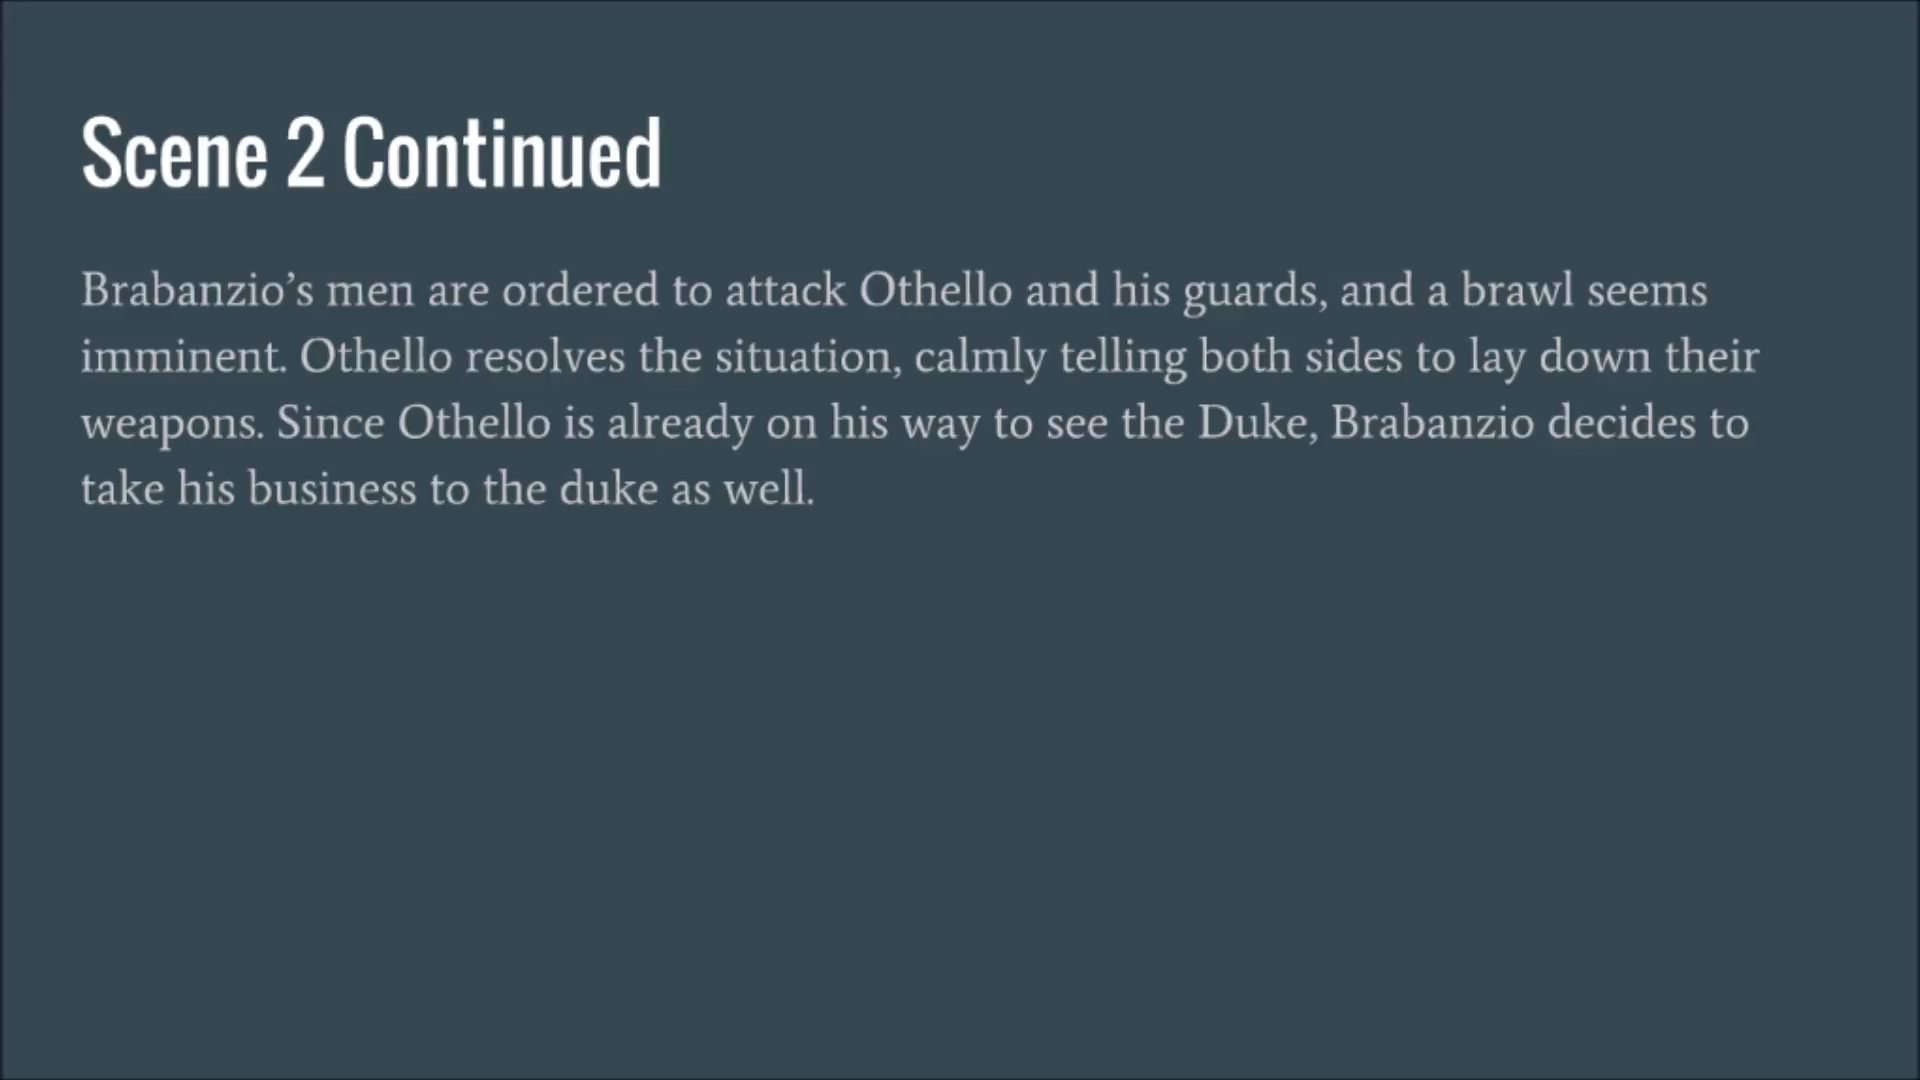 Scene 2 Continued
Brabanzio’s men are ordered to attack Othello and his guards, and a brawl seems
imminent. Othello resolves the situation, calmly telling both sides to lay down their
weapons. Since Othello is already on his way to see the Duke, Brabanzio decides to
take his business to the duke as well.